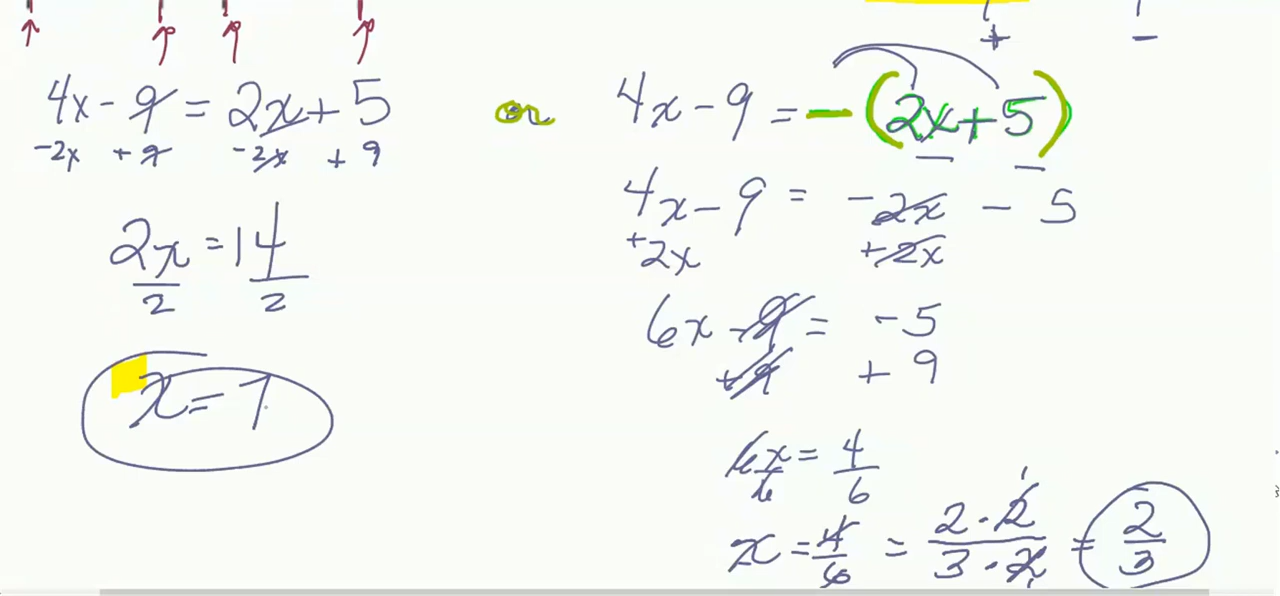 + −
4x - 9 = 2x + 5
-2x + 9 -2x + 9
2x = 14
2 2
x = 7
or
4x - 9 = - (2x + 5)
− −
4x - 9 = -2x - 5
+2x +2x
6x - 9 = -5
+9 + 9
6x/6 = 4/6
x = 4/6 = 2·2/3·2 = 2/3
1
1